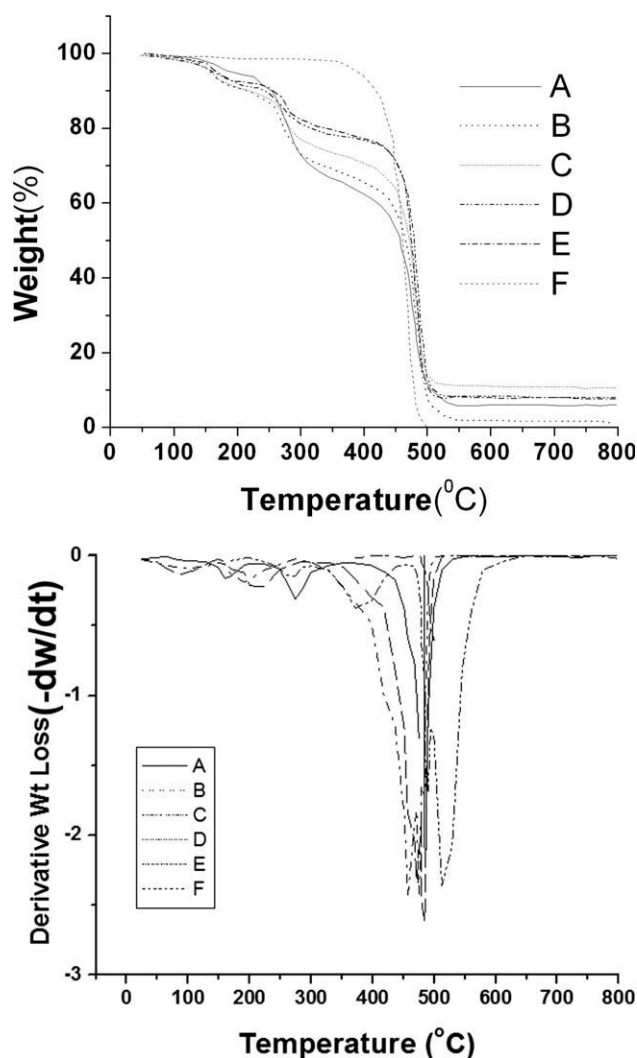 100
80
60
40
20
0
Weight(%)
A
B
C
D
E
F
0 100 200 300 400 500 600 700 800
Temperature(⁰C)
0
-1
-2
-3
Derivative Wt Loss(-dw/dt)
A
B
C
D
E
F
0 100 200 300 400 500 600 700 800
Temperature (°C)